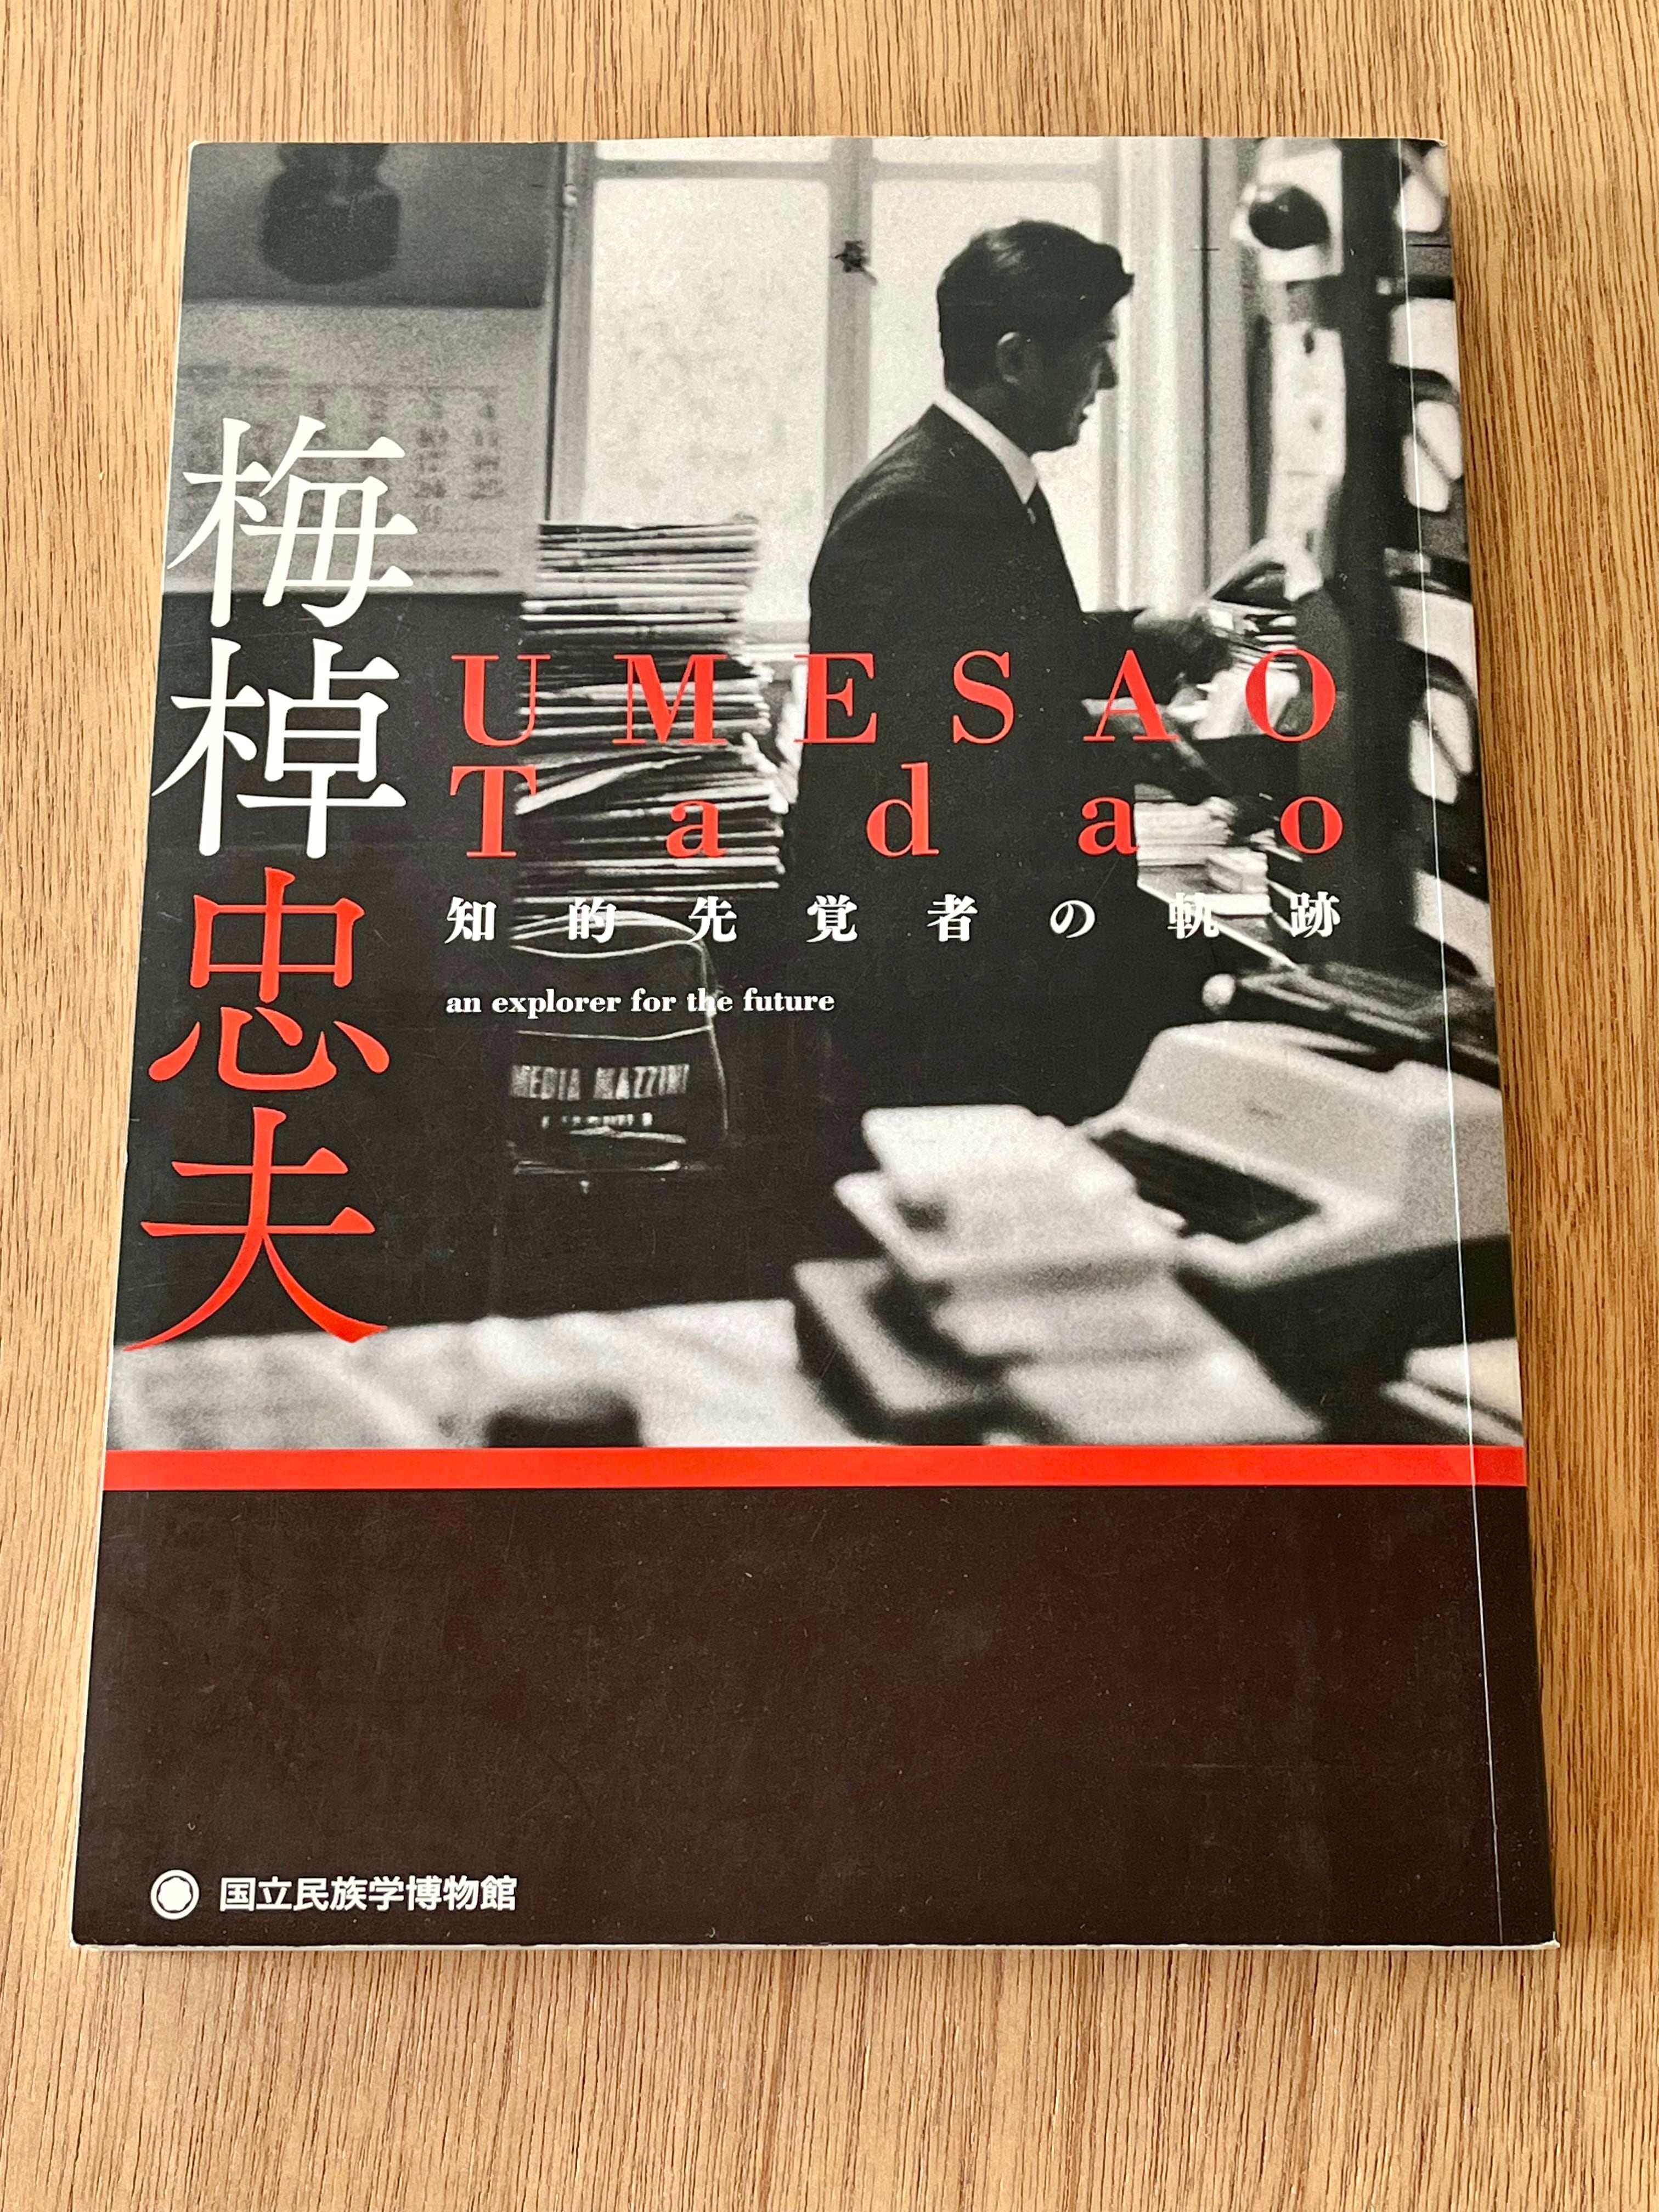 梅棹忠夫
UMESAO
Tadao
知的先覚者の軌跡
an explorer for the future
MEDIA MAZZINI
国立民族学博物館